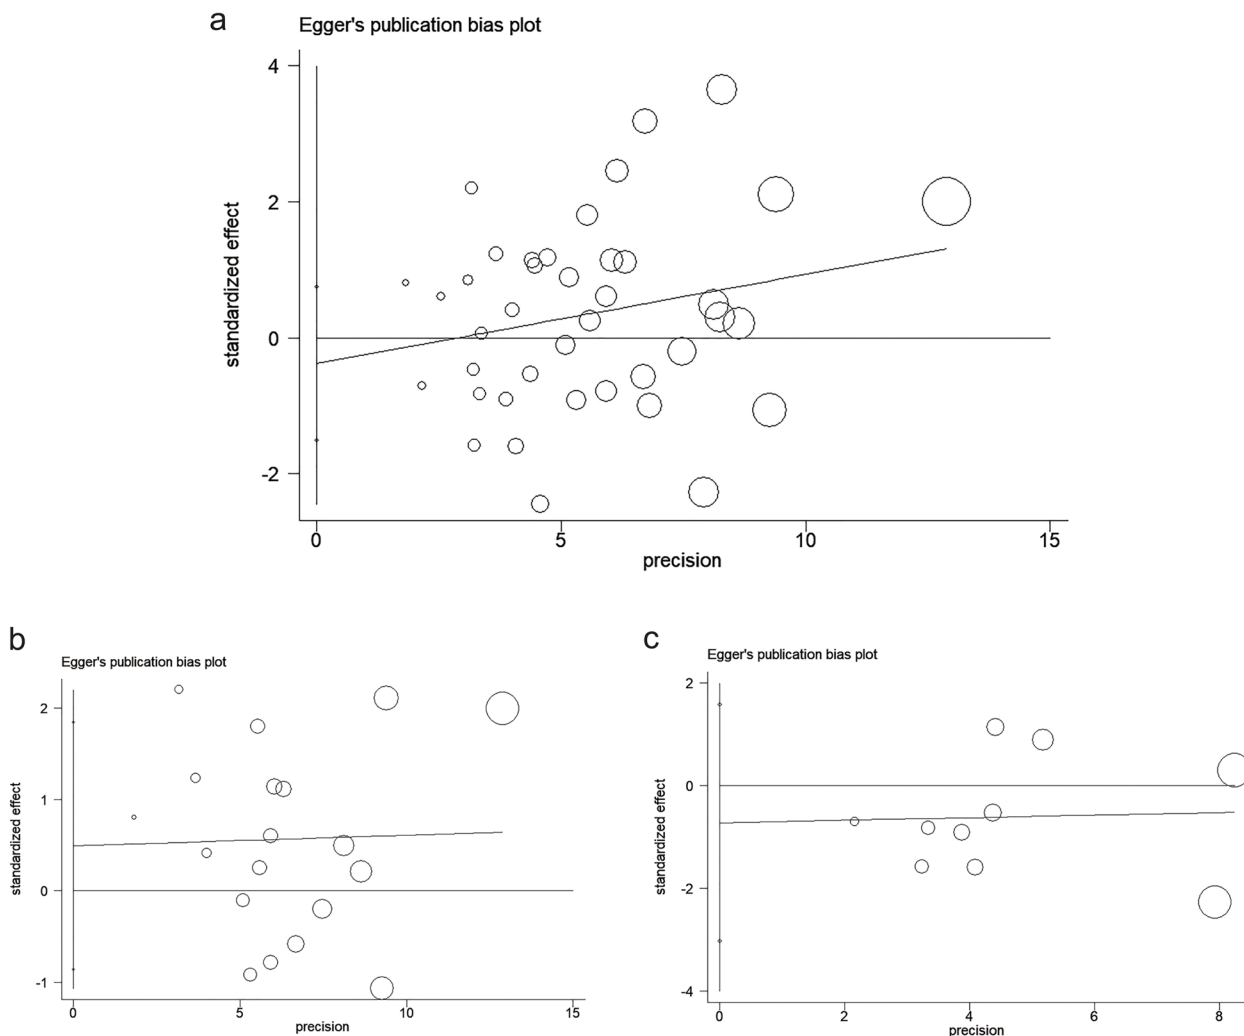 a
Egger's publication bias plot
4
2
0
-2
standardized effect
0 5 10 15
precision
b
Egger's publication bias plot
2
1
0
-1
standardized effect
0 5 10 15
precision
c
Egger's publication bias plot
2
0
-2
-4
standardized effect
0 2 4 6 8
precision